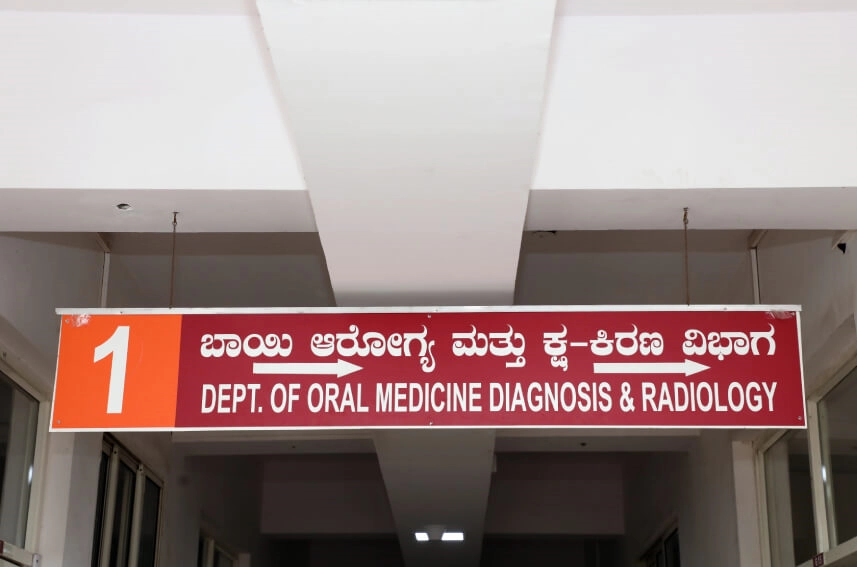 1
ಬಾಯಿ ಆರೋಗ್ಯ ಮತ್ತು ಕ್ಷ-ಕಿರಣ ವಿಭಾಗ
DEPT. OF ORAL MEDICINE DIAGNOSIS & RADIOLOGY